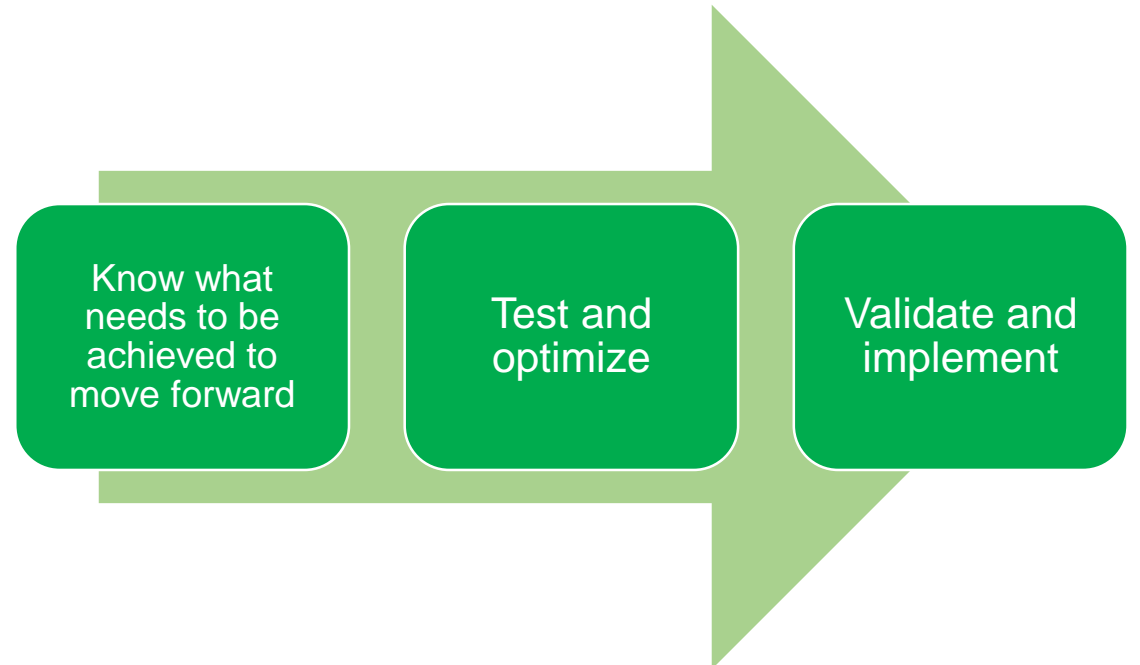 Know what
needs to be
achieved to
move forward
Test and
optimize
Validate and
implement